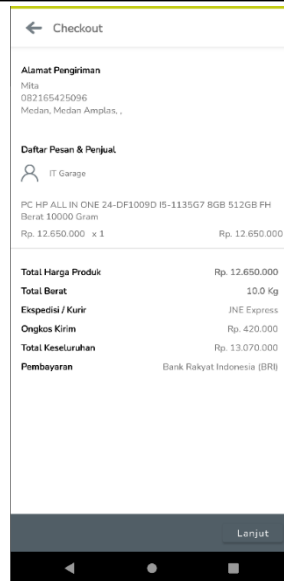 Checkout
Alamat Pengiriman
Mita
082165425096
Medan, Medan Amplas, ,
Daftar Pesan & Penjual
IT Garage
PC HP ALL IN ONE 24-DF1009D I5-1135G7 8GB 512GB FH
Berat 10000 Gram
Rp. 12.650.000 x 1 Rp. 12.650.000
Total Harga Produk Rp. 12.650.000
Total Berat 10.0 Kg
Ekspedisi / Kurir JNE Express
Ongkos Kirim Rp. 420.000
Total Keseluruhan Rp. 13.070.000
Pembayaran Bank Rakyat Indonesia (BRI)
Lanjut